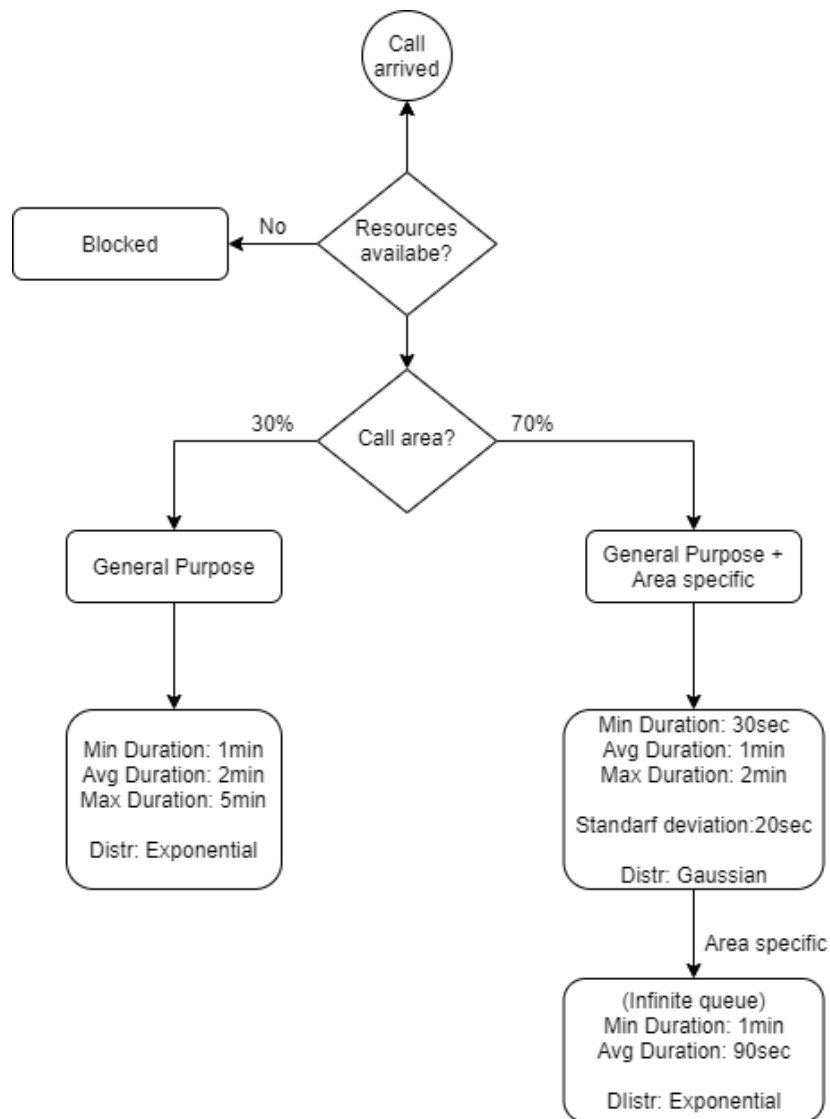 Call
arrived
Resources
availabe?
No
Blocked
Call area?
30%
70%
General Purpose
General Purpose +
Area specific
Min Duration: 1min
Avg Duration: 2min
Max Duration: 5min
Distr: Exponential
Min Duration: 30sec
Avg Duration: 1min
Max Duration: 2min
Standarf deviation:20sec
Distr: Gaussian
Area specific
(Infinite queue)
Min Duration: 1min
Avg Duration: 90sec
Dlistr: Exponential